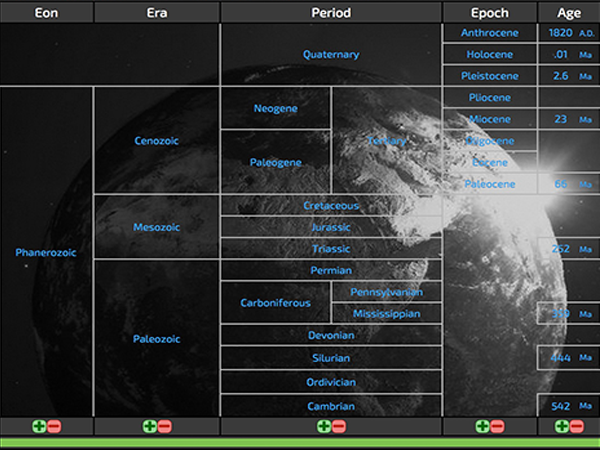 Eon Era Period Epoch Age
Anthrocene 1820 A.D.
Quaternary Holocene .01 Ma
Pleistocene 2.6 Ma
Pliocene
Neogene Miocene 23 Ma
Cenozoic Tertiary Oligocene
Paleogene Eocene
Paleocene 66 Ma
Cretaceous
Mesozoic Jurassic
Triassic 252 Ma
Phanerozoic
Permian
Pennsylvanian
Carboniferous
Mississippian Ma
Devonian
Paleozoic
Silurian 444 Ma
Ordivician
Cambrian 542 Ma